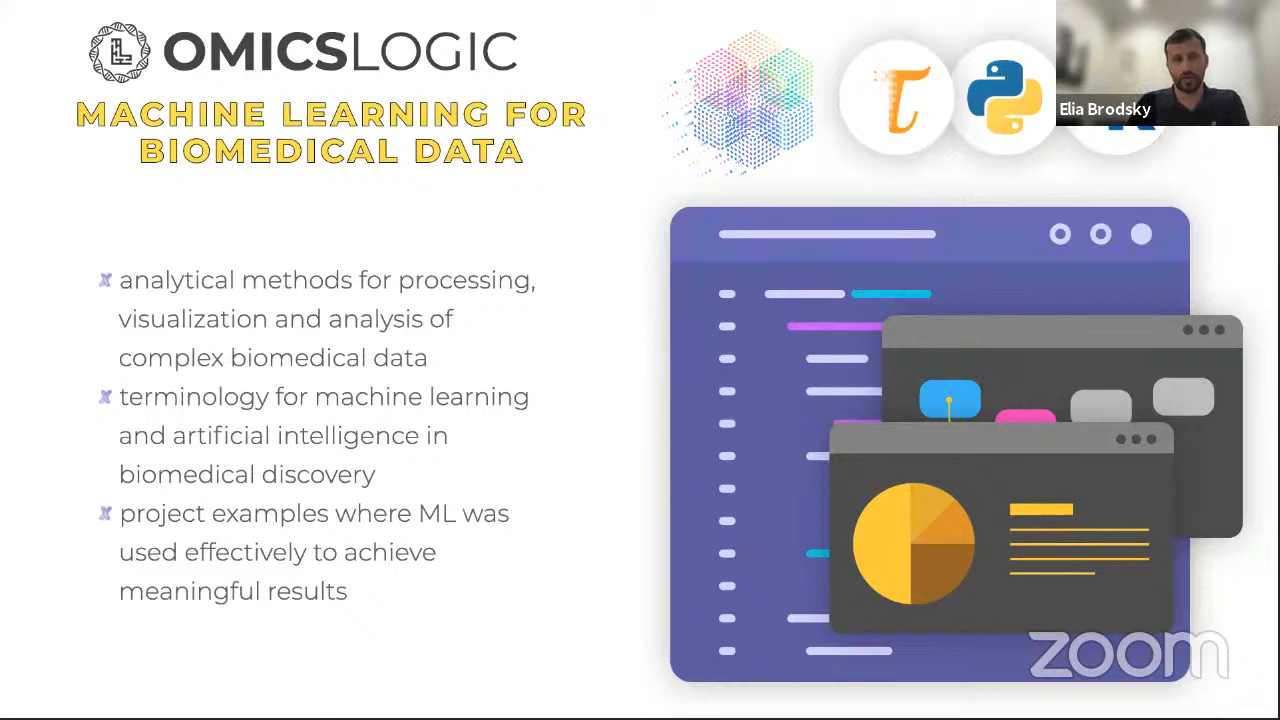 OMICSLOGIC
MACHINE LEARNING FOR
BIOMEDICAL DATA
Elia Brodsky
analytical methods for processing,
visualization and analysis of
complex biomedical data
terminology for machine learning
and artificial intelligence in
biomedical discovery
project examples where ML was
used effectively to achieve
meaningful results
zoom